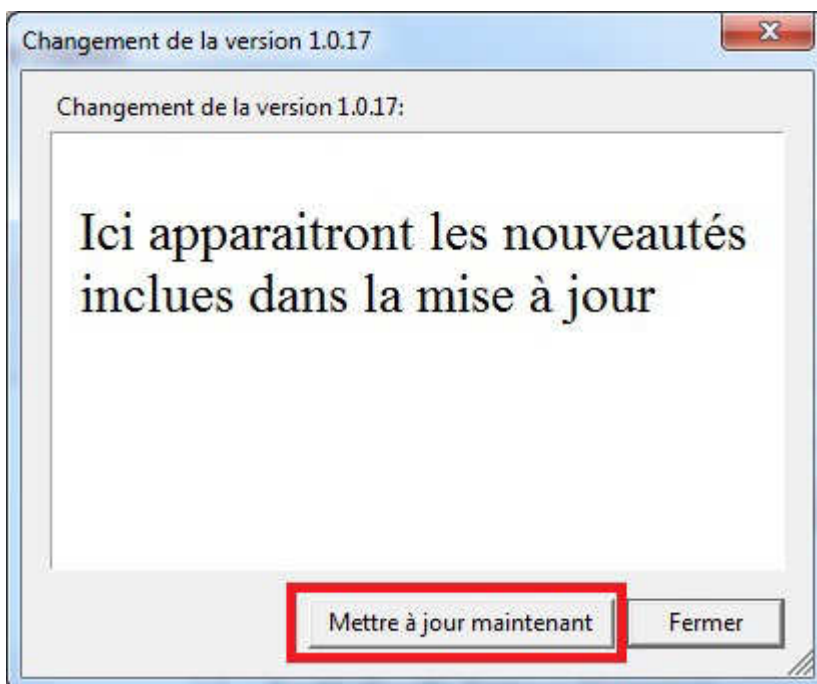 Changement de la version 1.0.17
Changement de la version 1.0.17:
Ici apparaitront les nouveautés
inclues dans la mise à jour
Mettre à jour maintenant
Fermer